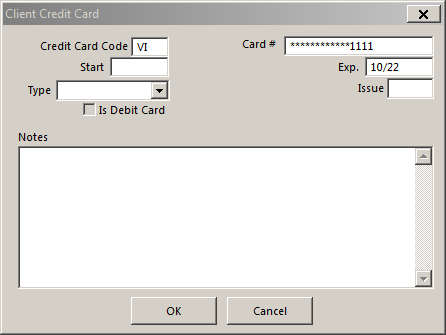 Client Credit Card
Credit Card Code VI
Card # ************1111
Start
Exp. 10/22
Type
Issue
Is Debit Card
Notes
OK Cancel